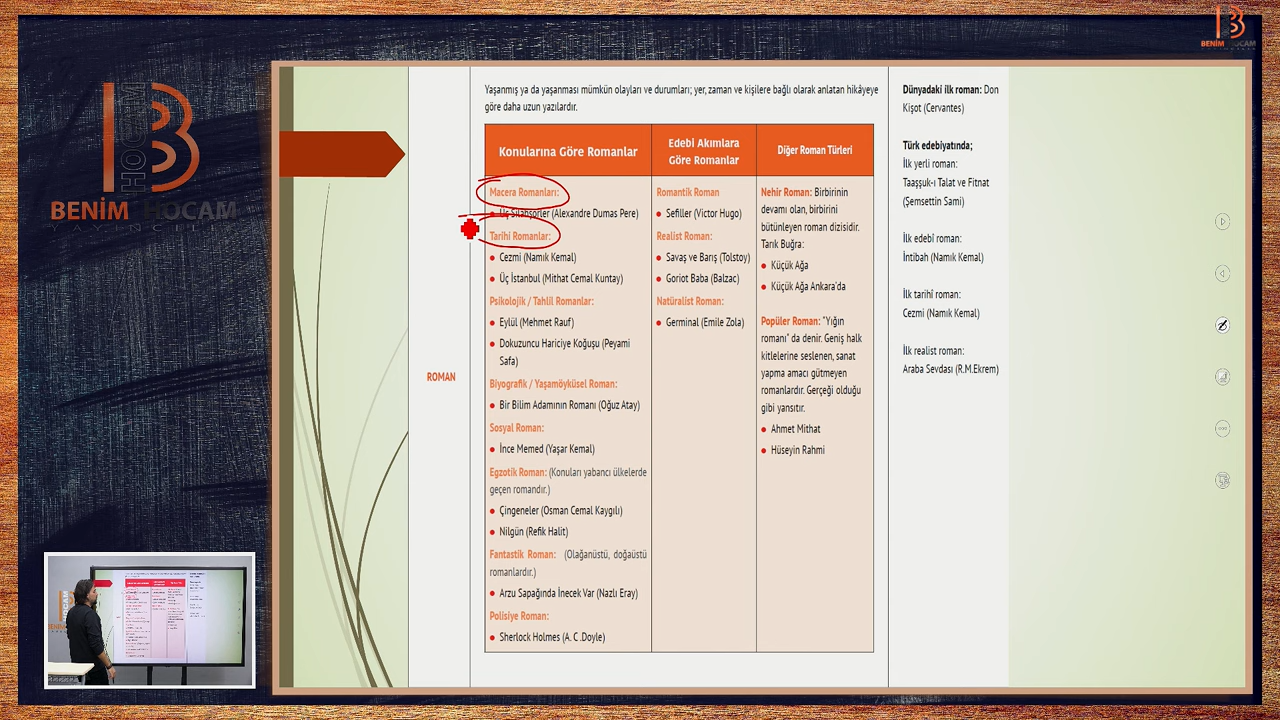 BENİM HOCAM
BENİM HOCAM
Yaşanmış ya da yaşanması mümkün olayları ve durumları; yer, zaman ve kişilere bağlı olarak anlatan hikâyeye
göre daha uzun yazılardır.
ROMAN
Konularına Göre Romanlar
Macera Romanları:
Üç Silahşörler (Alexandre Dumas Pere)
Tarihi Romanlar:
Cezmi (Namık Kemal)
Üç İstanbul (Mithat Cemal Kuntay)
Psikolojik / Tahlil Romanlar:
Eylül (Mehmet Rauf)
Dokuzuncu Hariciye Koğuşu (Peyami
Safa)
Biyografik / Yaşamöyküsel Roman:
Bir Bilim Adamının Romanı (Oğuz Atay)
Sosyal Roman:
İnce Memed (Yaşar Kemal)
Egzotik Roman: (Konuları yabancı ülkelerde
geçen romandır.)
Çingeneler (Osman Cemal Kaygılı)
Nilgün (Refik Halit)
Fantastik Roman: (Olağanüstü, doğaüstü
romanlardır.)
Arzu Sapağında İnecek Var (Nazlı Eray)
Polisiye Roman:
Sherlock Holmes (A. C .Doyle)
Edebi Akımlara
Göre Romanlar
Romantik Roman
Sefiller (Victor Hugo)
Realist Roman:
Savaş ve Barış (Tolstoy)
Goriot Baba (Balzac)
Natüralist Roman:
Germinal (Emile Zola)
Diğer Roman Türleri
Nehir Roman: Birbirinin
devamı olan, birbirini
bütünleyen roman dizisidir.
Tarık Buğra:
Küçük Ağa
Küçük Ağa Ankara'da
Popüler Roman: "Yığın
romanı" da denir. Geniş halk
kitlelerine seslenen, sanat
yapma amacı gütmeyen
romanlardır. Gerçeği olduğu
gibi yansıtır.
Ahmet Mithat
Hüseyin Rahmi
Dünyadaki ilk roman: Don
Kişot (Cervantes)
Türk edebiyatında;
İlk yerli roman:
Taaşşuk-ı Talat ve Fitnat
(Şemsettin Sami)
İlk edebî roman:
İntibah (Namık Kemal)
İlk tarihî roman:
Cezmi (Namık Kemal)
İlk realist roman:
Araba Sevdası (R.M.Ekrem)